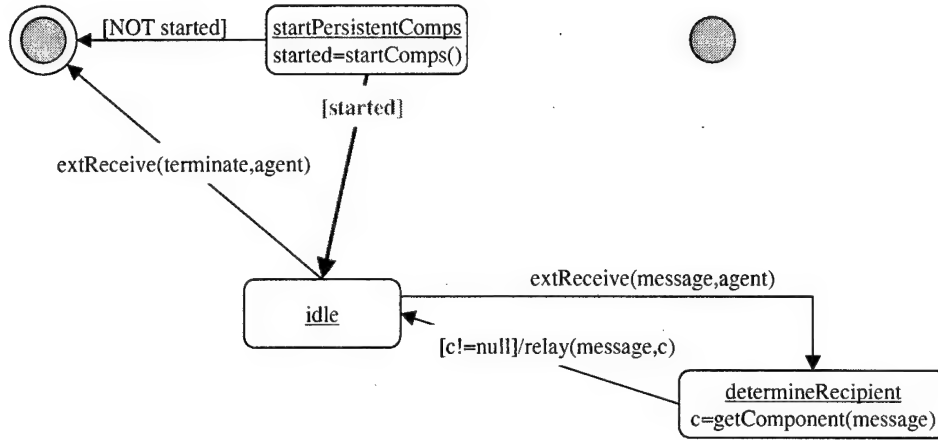 [NOT started]
startPersistentComps
started=startComps()
[started]
extReceive(terminate,agent)
extReceive(message,agent)
idle
[c!=null]/relay(message,c)
determineRecipient
c=getComponent(message)